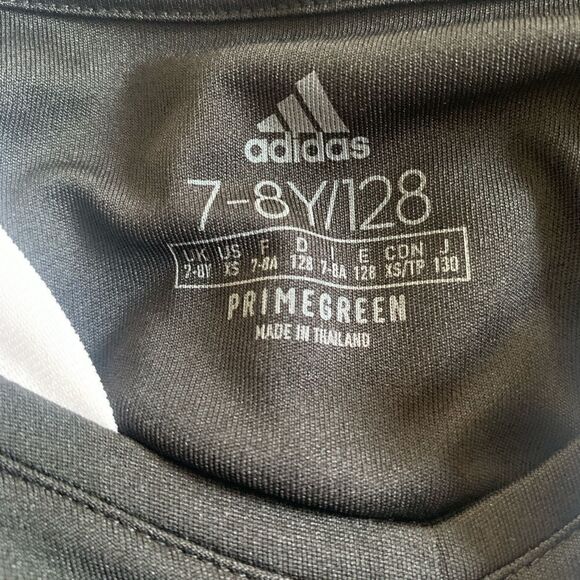 adidas
7-8Y/128
UK US F D I E CDN J
7-8Y XS 7-8A 128 7-8A 128 XS/TP 130
PRIMEGREEN
MADE IN THAILAND